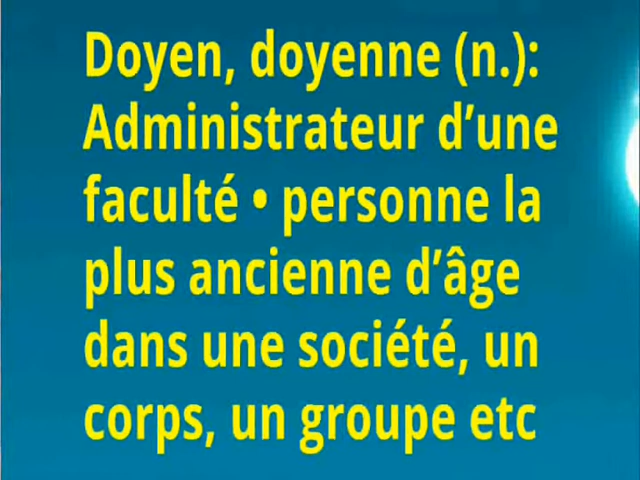 Doyen, doyenne (n.):
Administrateur d’une
faculté • personne la
plus ancienne d’âge
dans une société, un
corps, un groupe etc